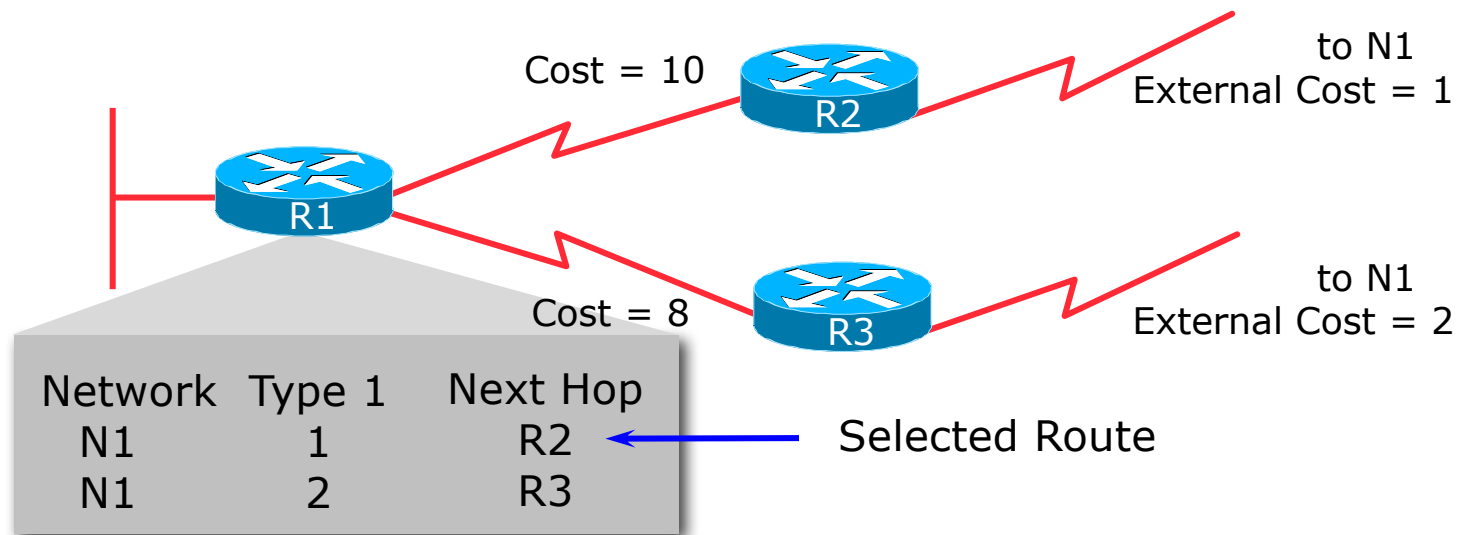 Cost = 10
R2
to N1
External Cost = 1
R1
Cost = 8
R3
to N1
External Cost = 2
Network Type 1 Next Hop
N1 1 R2
N1 2 R3
Selected Route